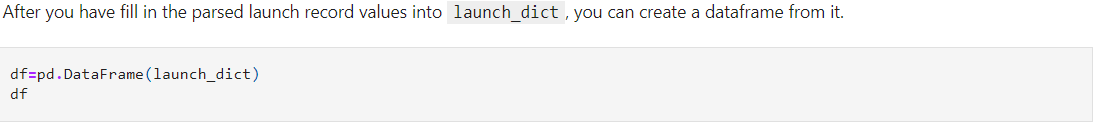 After you have fill in the parsed launch record values into launch_dict , you can create a dataframe from it.
df=pd.DataFrame(launch_dict)
df